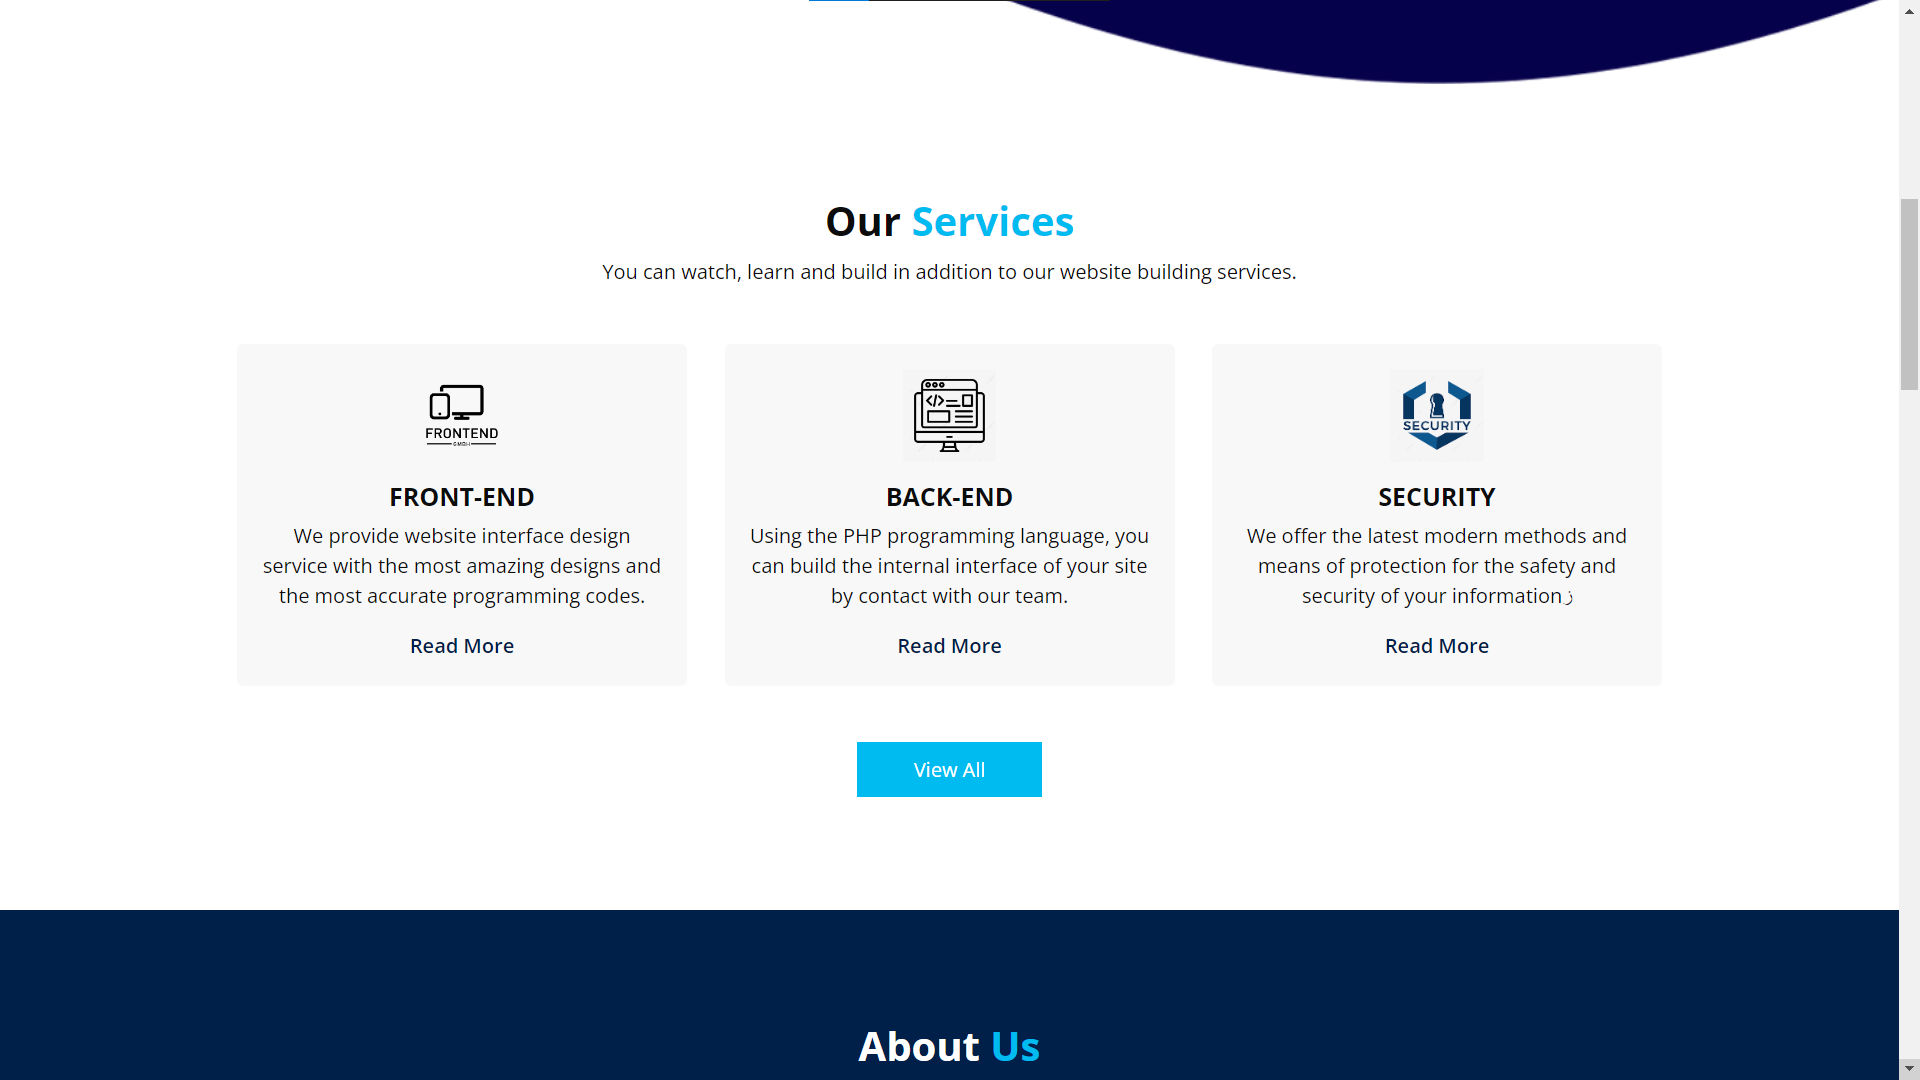 Our Services
You can watch, learn and build in addition to our website building services.
FRONTEND
GMBH
FRONT-END
We provide website interface design
service with the most amazing designs and
the most accurate programming codes.
Read More
BACK-END
Using the PHP programming language, you
can build the internal interface of your site
by contact with our team.
Read More
SECURITY
SECURITY
We offer the latest modern methods and
means of protection for the safety and
security of your informationز
Read More
View All
About Us